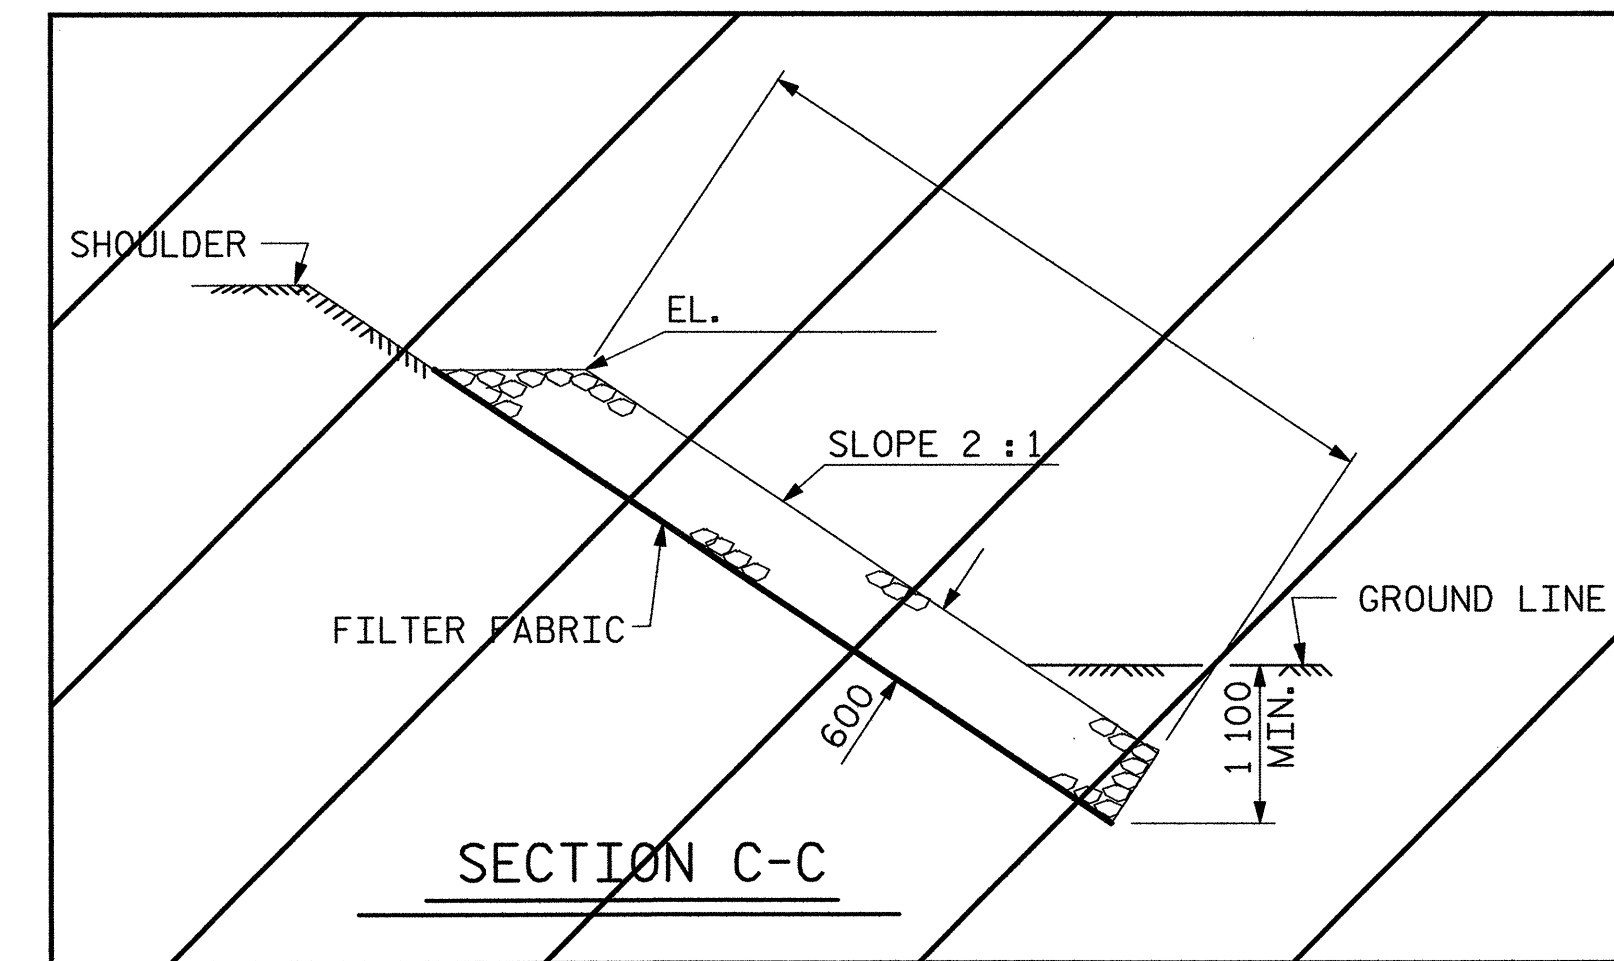 SHOULDER
EL.
SLOPE 2 :1
GROUND LINE
FILTER FABRIC
600
1 100
MIN.
SECTION C-C